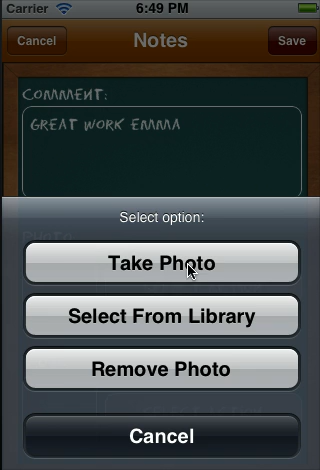 Carrier 6:49 PM
Cancel Notes Save
COMMENT:
GREAT WORK EMMA
PHOTO
Select option:
Take Photo
Select From Library
Remove Photo
Cancel